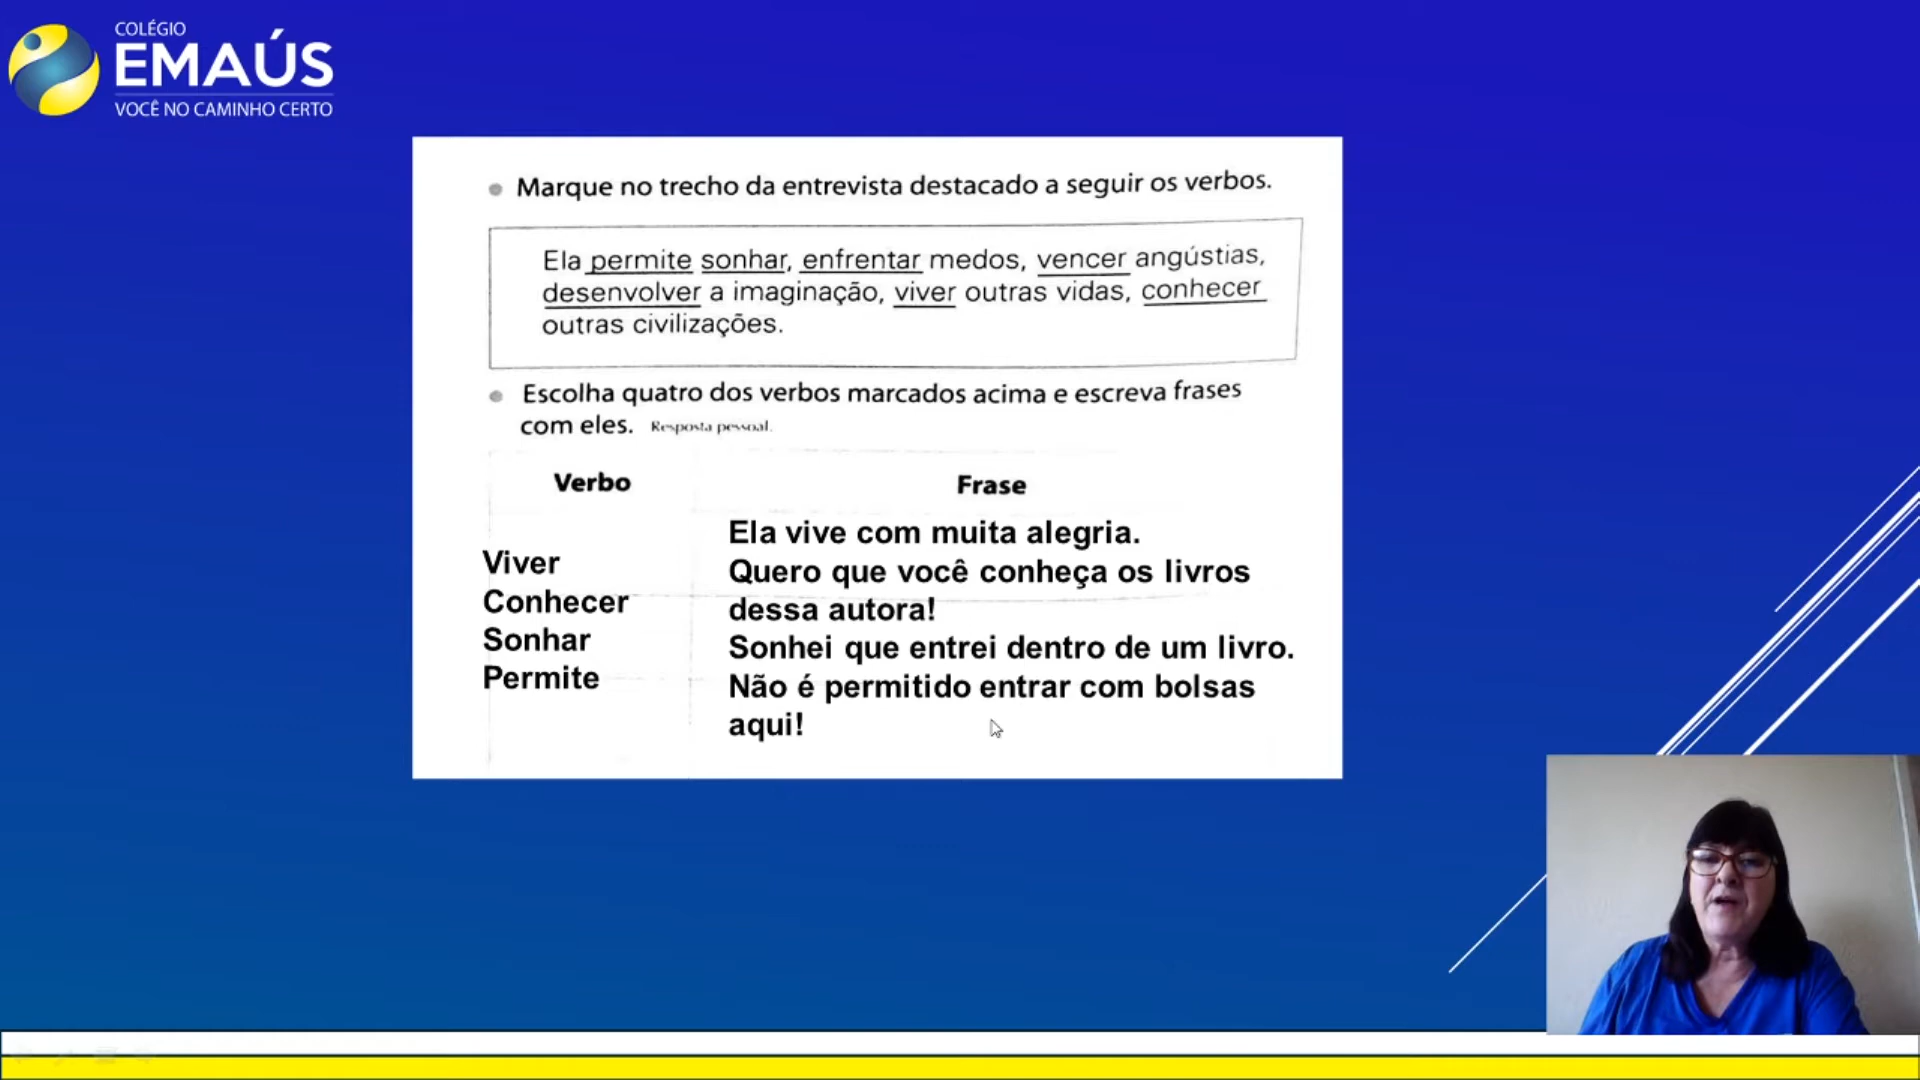 COLÉGIO
EMAÚS
VOCÊ NO CAMINHO CERTO
Marque no trecho da entrevista destacado a seguir os verbos.
Ela permite sonhar, enfrentar medos, vencer angústias,
desenvolver a imaginação, viver outras vidas, conhecer
outras civilizações.
Escolha quatro dos verbos marcados acima e escreva frases
com eles. Resposta pessoal.
Verbo
Viver
Conhecer
Sonhar
Permite
Frase
Ela vive com muita alegria.
Quero que você conheça os livros
dessa autora!
Sonhei que entrei dentro de um livro.
Não é permitido entrar com bolsas
aqui!